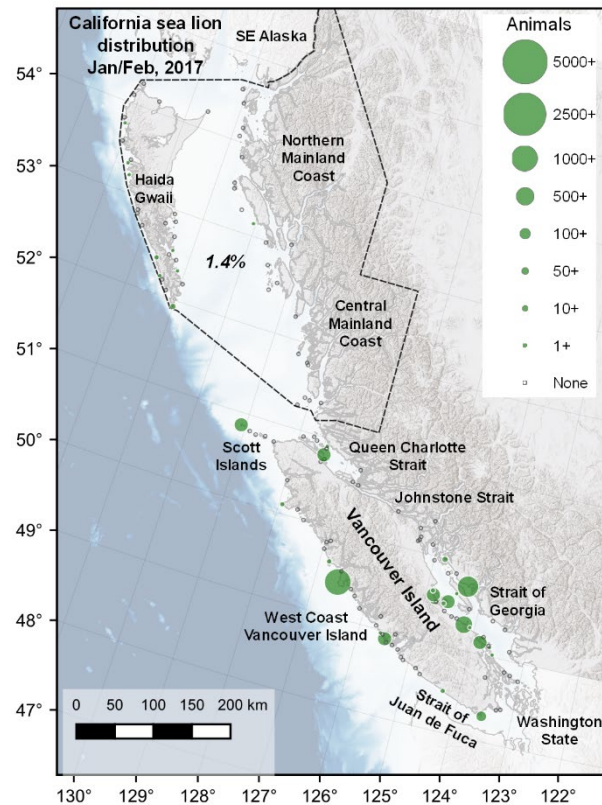 California sea lion
distribution
Jan/Feb, 2017
SE Alaska
Animals
5000+
2500+
1000+
500+
100+
50+
10+
1+
None
54°
53°
52°
51°
50°
49°
48°
47°
Northern
Mainland
Coast
Haida
Gwaii
1.4%
Central
Mainland
Coast
Scott
Islands
Queen Charlotte
Strait
Johnstone Strait
Vancouver Island
Strait of
Georgia
West Coast
Vancouver Island
Strait of
Juan de Fuca
Washington
State
0 50 100 150 200 km
130° 129° 128° 127° 126° 125° 124° 123° 122°